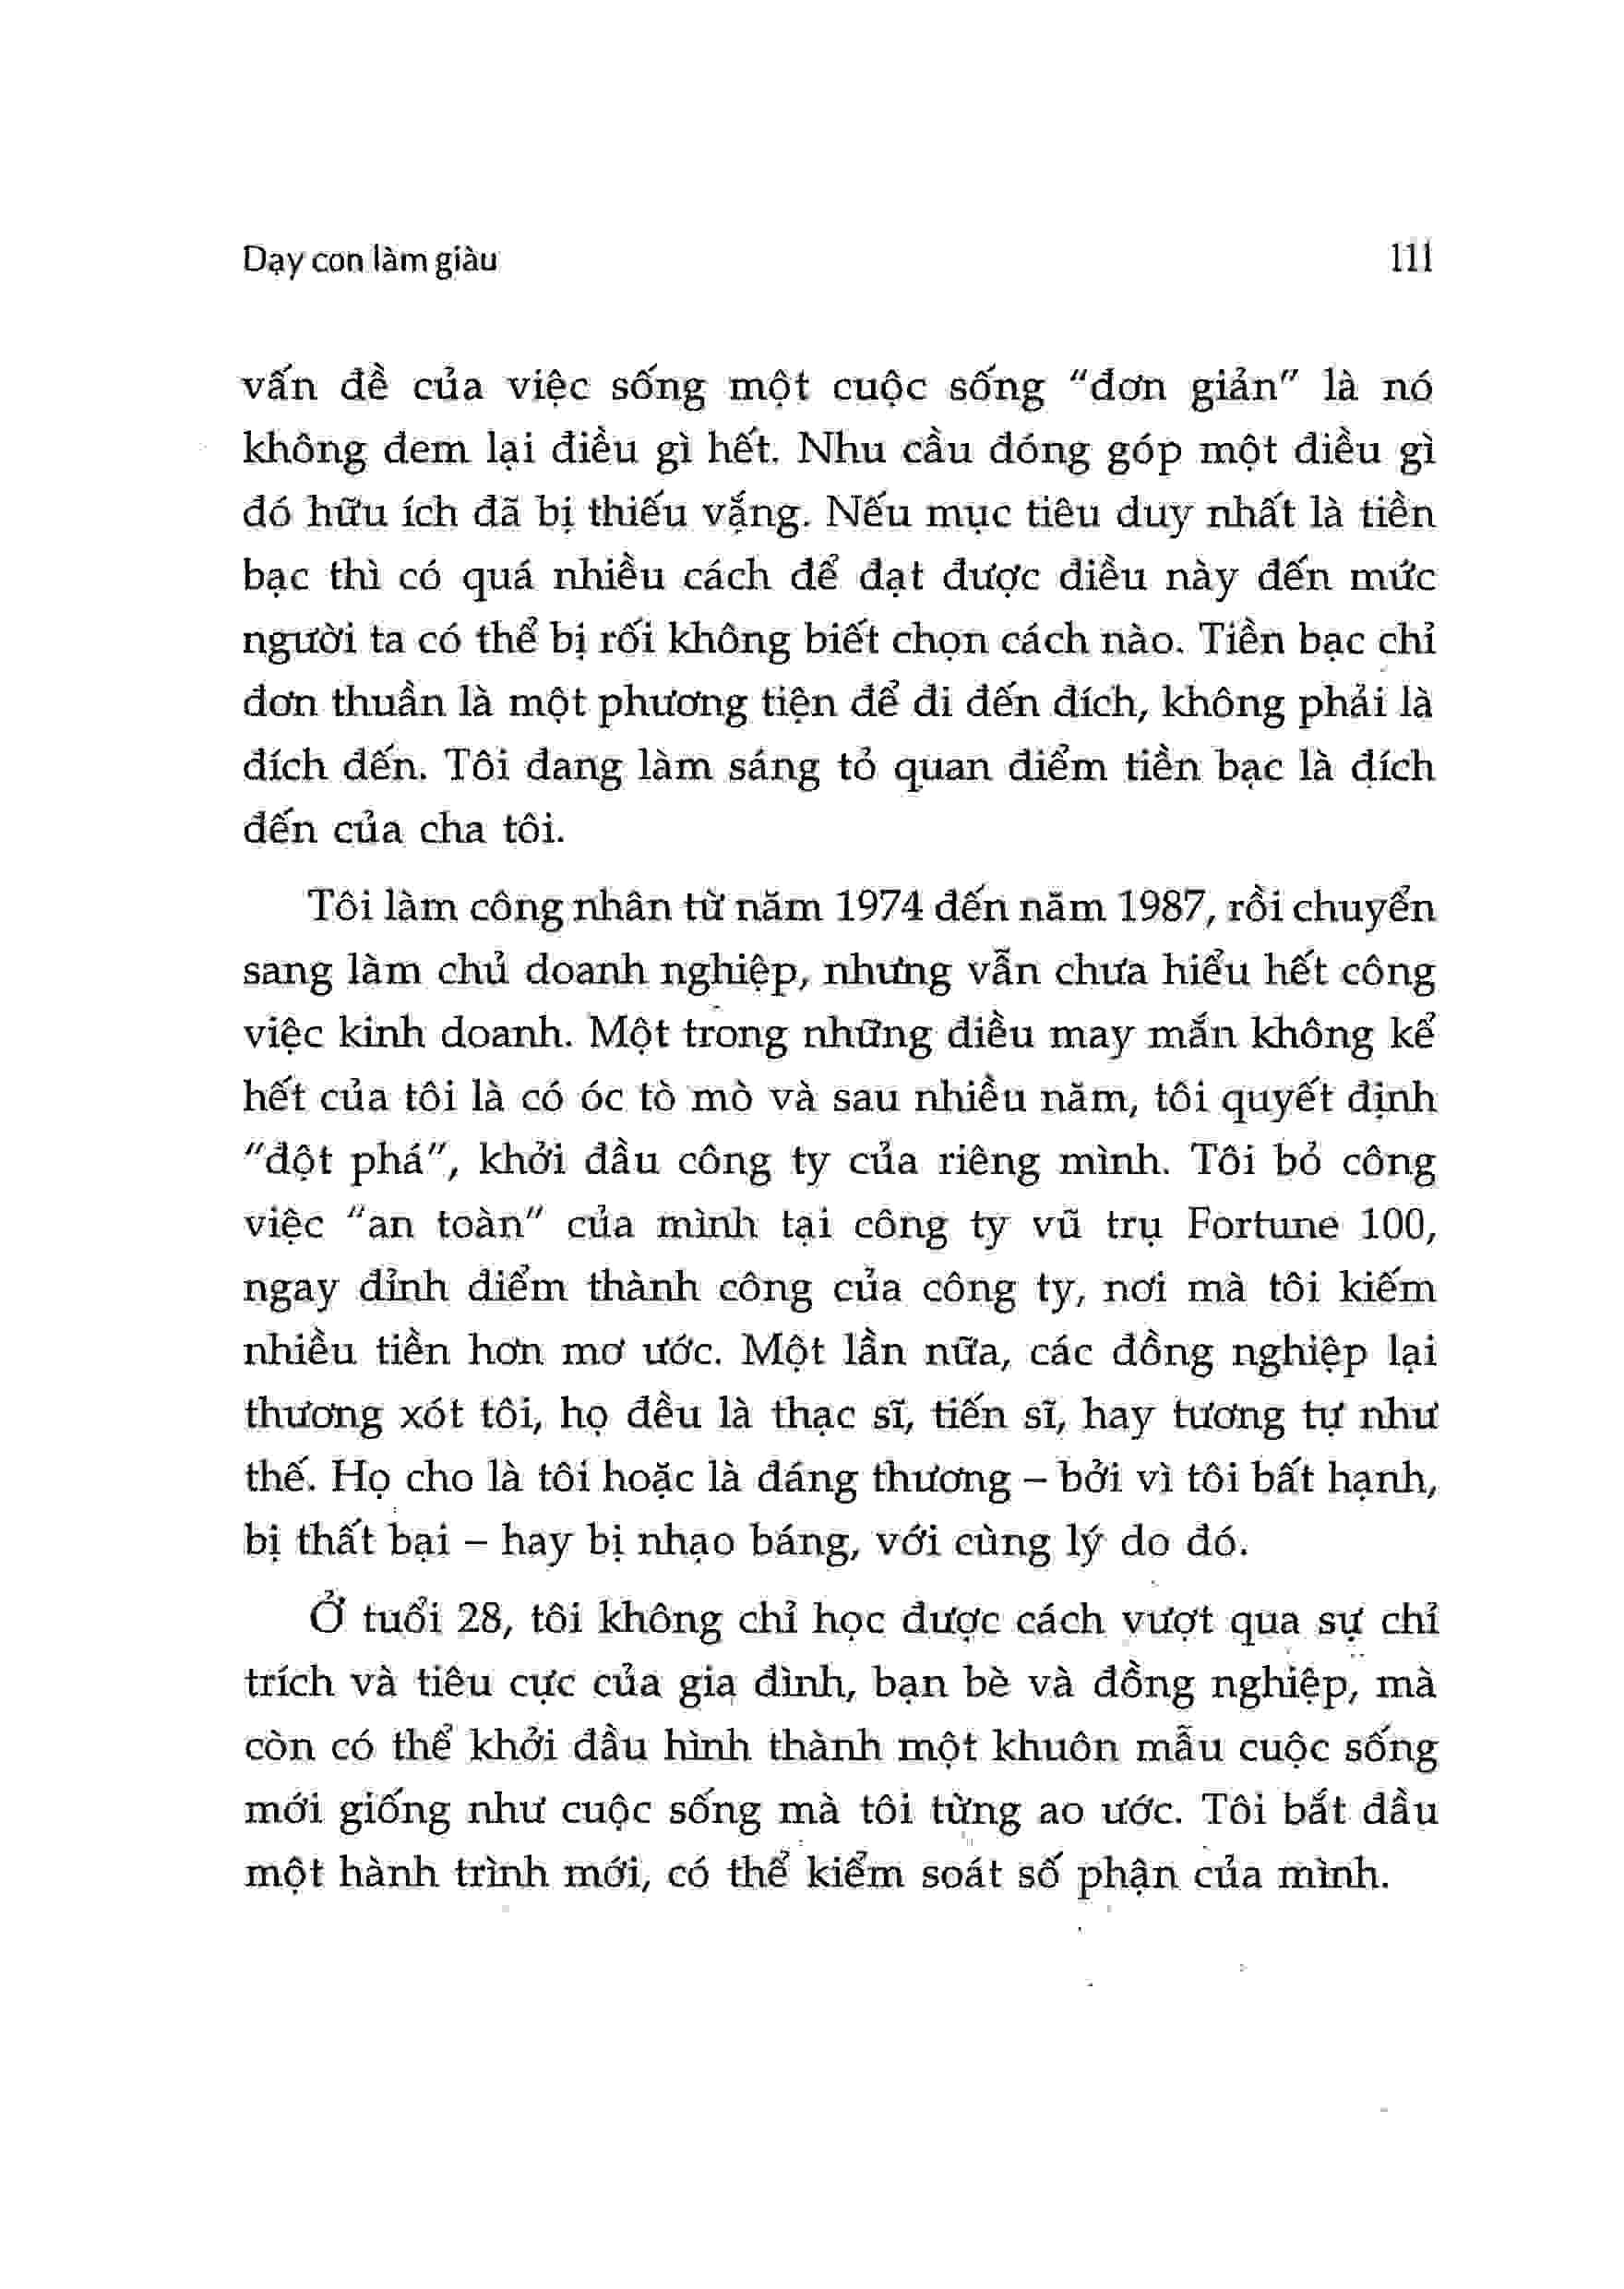 Dạy con làm giàu 111
vấn đề của việc sống một cuộc sống "đơn giản" là nó
không đem lại điều gì hết. Nhu cầu đóng góp một điều gì
đó hữu ích đã bị thiếu vắng. Nếu mục tiêu duy nhất là tiền
bạc thì có quá nhiều cách để đạt được điều này đến mức
người ta có thể bị rối không biết chọn cách nào. Tiền bạc chỉ
đơn thuần là một phương tiện để đi đến đích, không phải là
đích đến. Tôi đang làm sáng tỏ quan điểm tiền bạc là đích
đến của cha tôi.
Tôi làm công nhân từ năm 1974 đến năm 1987, rồi chuyển
sang làm chủ doanh nghiệp, nhưng vẫn chưa hiểu hết công
việc kinh doanh. Một trong những điều may mắn không kể
hết của tôi là có óc tò mò và sau nhiều năm, tôi quyết định
"đột phá", khởi đầu công ty của riêng mình. Tôi bỏ công
việc "an toàn" của mình tại công ty vũ trụ Fortune 100,
ngay đỉnh điểm thành công của công ty, nơi mà tôi kiếm
nhiều tiền hơn mơ ước. Một lần nữa, các đồng nghiệp lại
thương xót tôi, họ đều là thạc sĩ, tiến sĩ, hay tương tự như
thế. Họ cho là tôi hoặc là đáng thương – bởi vì tôi bất hạnh,
bị thất bại – hay bị nhạo báng, với cùng lý do đó.
Ở tuổi 28, tôi không chỉ học được cách vượt qua sự chỉ
trích và tiêu cực của gia đình, bạn bè và đồng nghiệp, mà
còn có thể khởi đầu hình thành một khuôn mẫu cuộc sống
mới giống như cuộc sống mà tôi từng ao ước. Tôi bắt đầu
một hành trình mới, có thể kiểm soát số phận của mình.